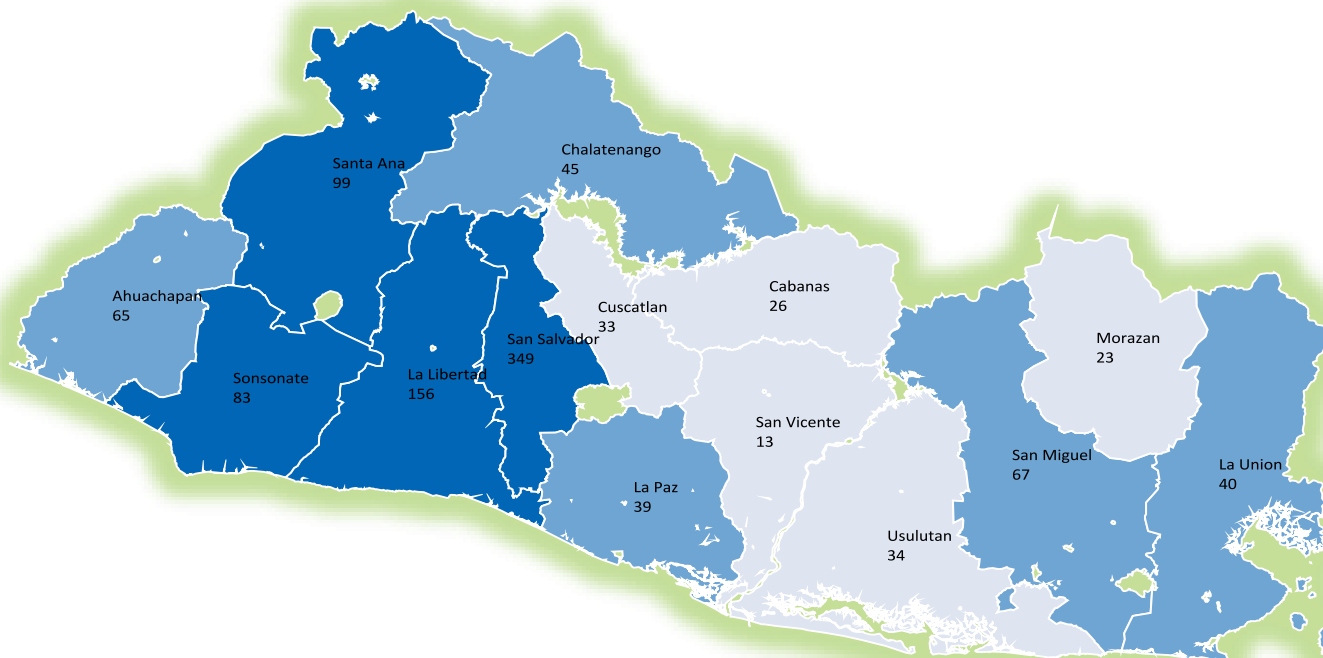 Santa Ana
99
Chalatenango
45
Ahuachapan
65
Cabanas
26
Cuscatlan
33
San Salvador
349
Morazan
23
Sonsonate
83
La Libertad
156
San Vicente
13
San Miguel
67
La Union
40
La Paz
39
Usulutan
34